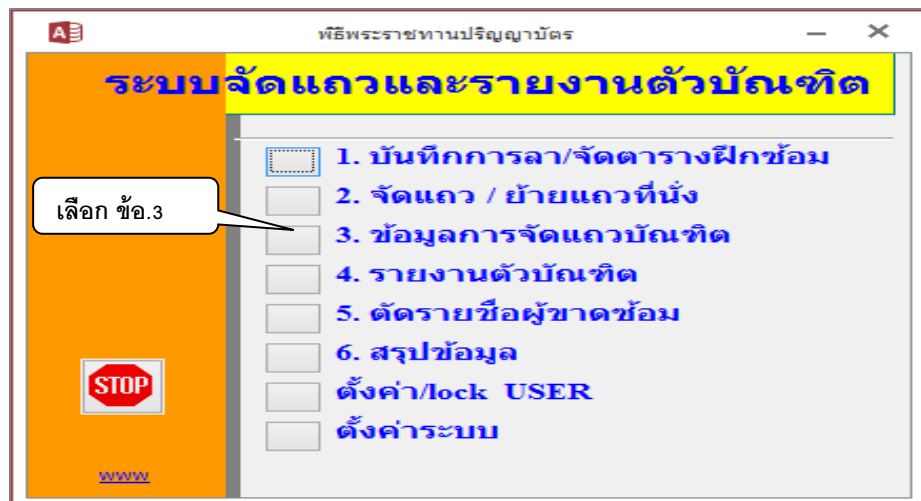 พิธีพระราชทานปริญญาบัตร
ระบบจัดแถวและรายงานตัวบัณฑิต
1. บันทึกการลา/จัดตารางฝึกซ้อม
2. จัดแถว / ย้ายแถวที่นั่ง
เลือก ข้อ.3
3. ข้อมูลการจัดแถวบัณฑิต
4. รายงานตัวบัณฑิต
5. ตัดรายชื่อผู้ขาดซ้อม
6. สรุปข้อมูล
STOP
ตั้งค่า/lock USER
ตั้งค่าระบบ
www